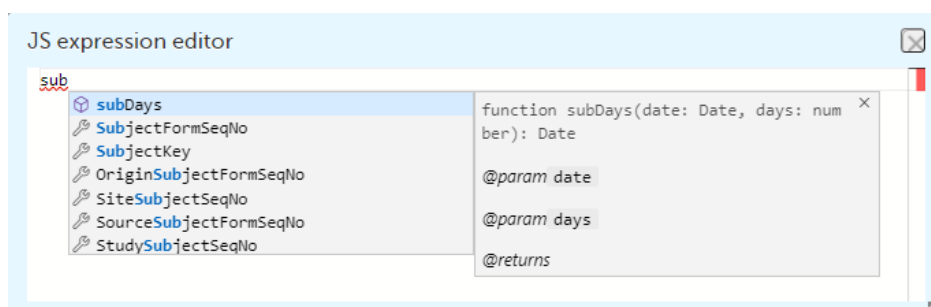 JS expression editor
sub
subDays
SubjectFormSeqNo
SubjectKey
OriginSubjectFormSeqNo
SiteSubjectSeqNo
SourceSubjectFormSeqNo
StudySubjectSeqNo
function subDays(date: Date, days: num
ber): Date
@param date
@param days
@returns